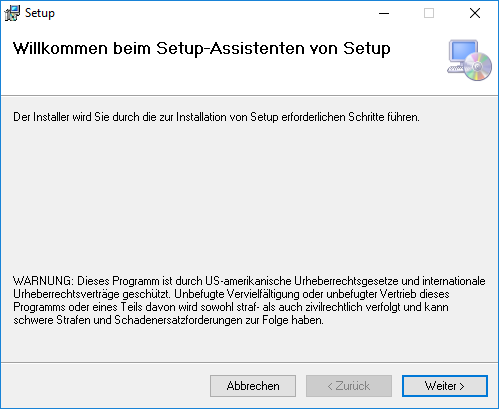 Setup
Willkommen beim Setup-Assistenten von Setup
Der Installer wird Sie durch die zur Installation von Setup erforderlichen Schritte führen.
WARNUNG: Dieses Programm ist durch US-amerikanische Urheberrechtsgesetze und internationale
Urheberrechtsverträge geschützt. Unbefugte Vervielfältigung oder unbefugter Vertrieb dieses
Programms oder eines Teils davon wird sowohl straf- als auch zivilrechtlich verfolgt und kann
schwere Strafen und Schadenersatzforderungen zur Folge haben.
Abbrechen
< Zurück
Weiter >